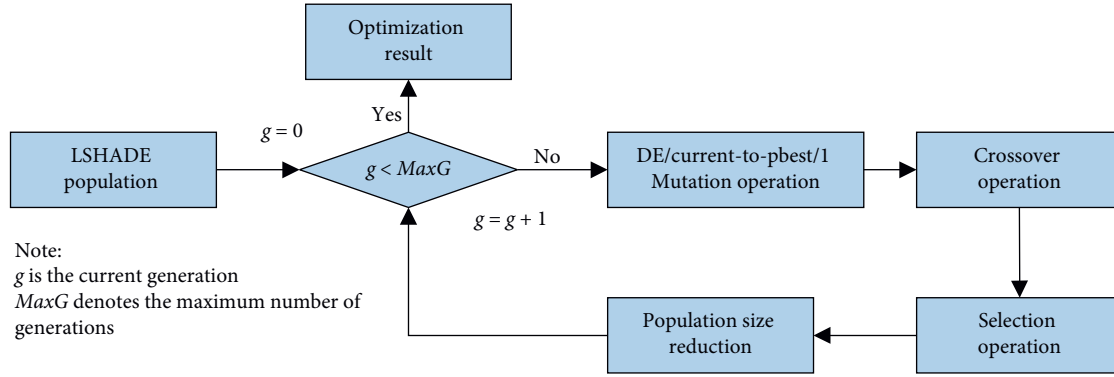 Optimization
result
Yes
g = 0
LSHADE
population
g < MaxG
No
DE/current-to-pbest/1
Mutation operation
Crossover
operation
g = g + 1
Note:
g is the current generation
MaxG denotes the maximum number of
generations
Population size
reduction
Selection
operation